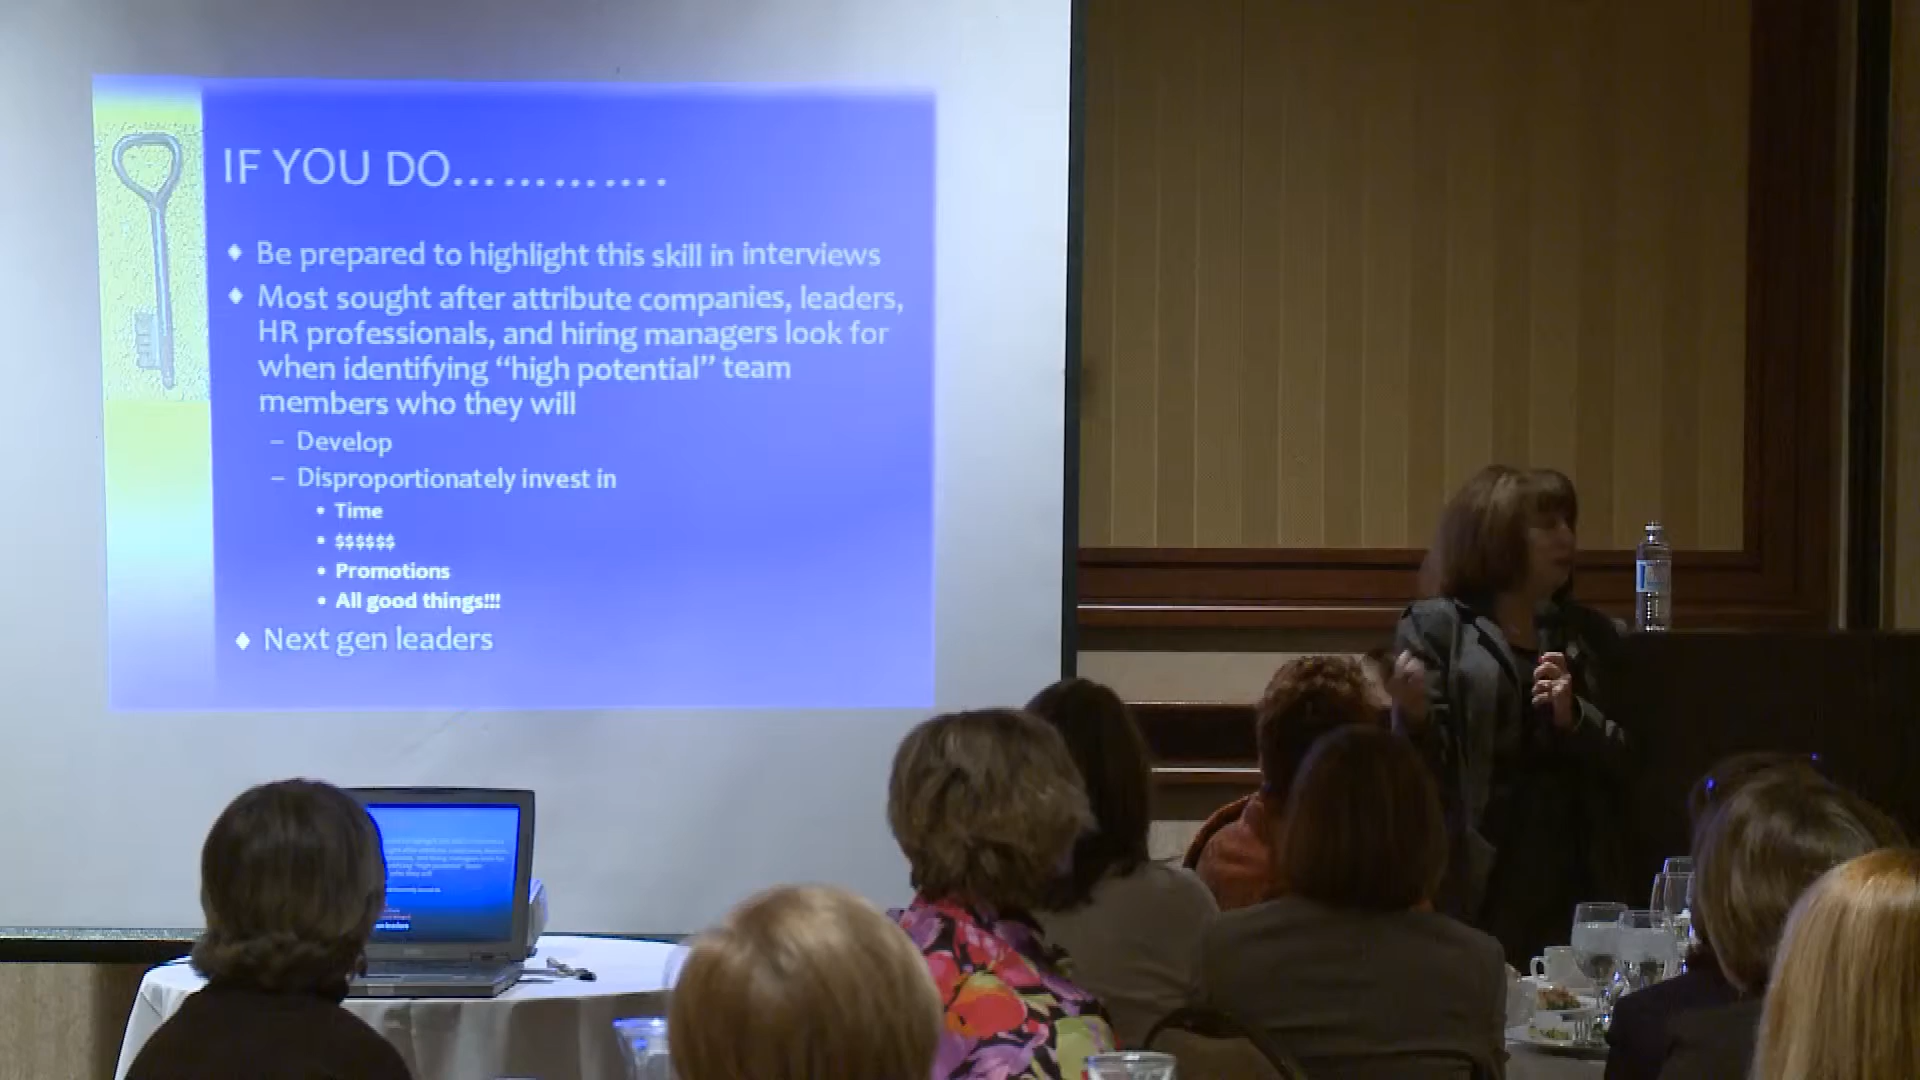 IF YOU DO………….
♦ Be prepared to highlight this skill in interviews
♦ Most sought after attribute companies, leaders,
HR professionals, and hiring managers look for
when identifying “high potential” team
members who they will
– Develop
– Disproportionately invest in
• Time
• $$$$$$
• Promotions
• All good things!!!
♦ Next gen leaders